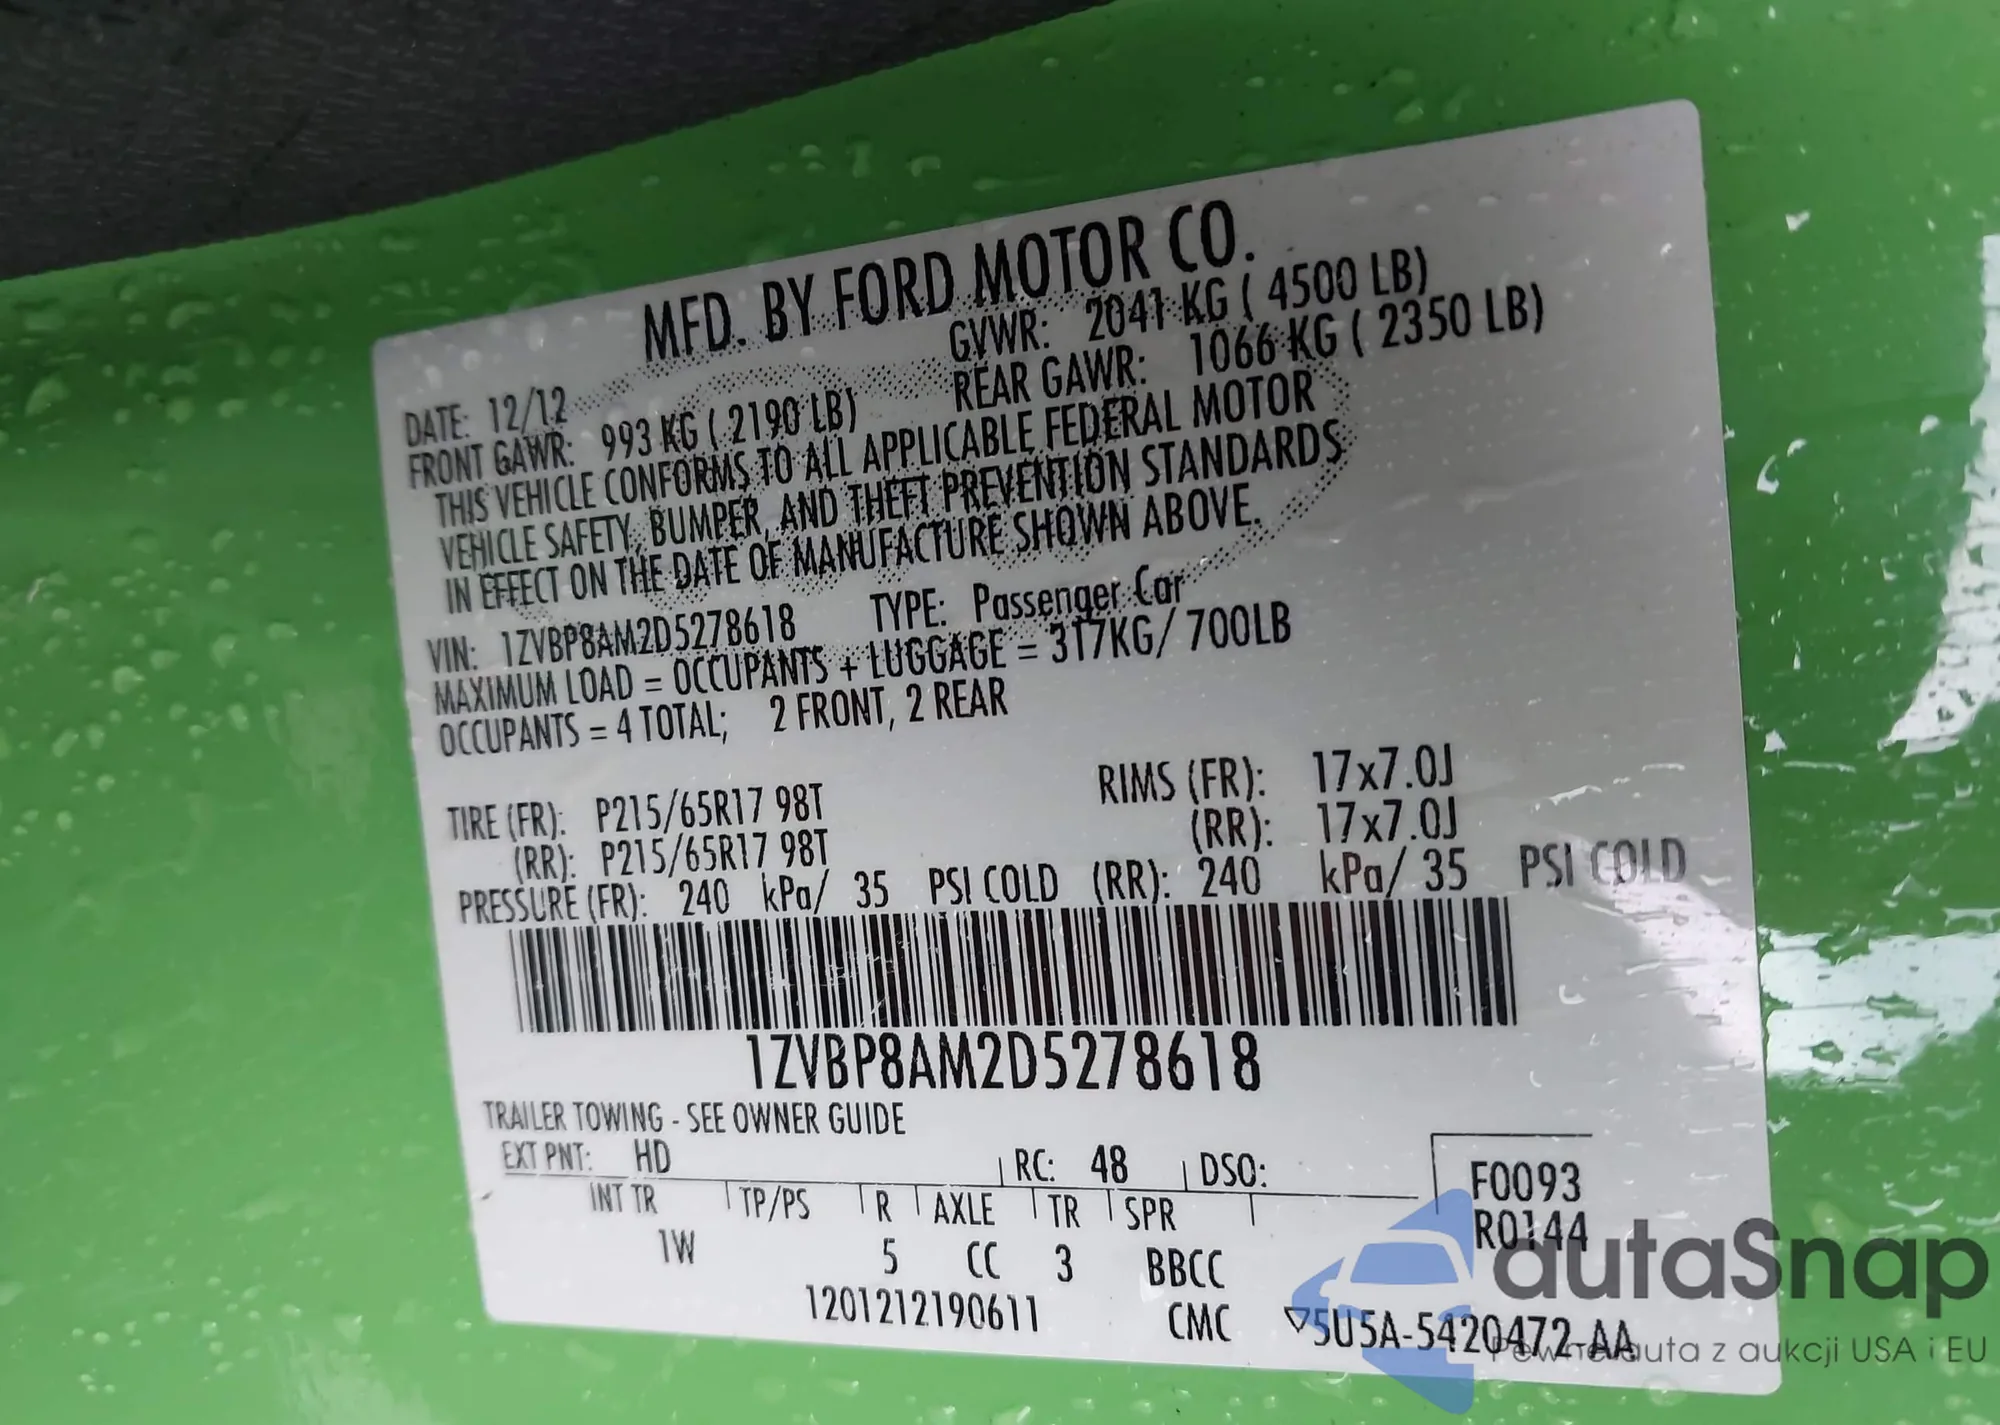 MFD. BY FORD MOTOR CO.
DATE: 12/12 GVWR: 2041 KG ( 4500 LB)
FRONT GAWR: 993 KG ( 2190 LB) REAR GAWR: 1066 KG ( 2350 LB)
THIS VEHICLE CONFORMS TO ALL APPLICABLE FEDERAL MOTOR
VEHICLE SAFETY, BUMPER, AND THEFT PREVENTION STANDARDS
IN EFFECT ON THE DATE OF MANUFACTURE SHOWN ABOVE.
VIN: 1ZVBP8AM2D5278618 TYPE: Passenger Car
MAXIMUM LOAD = OCCUPANTS + LUGGAGE = 317KG/ 700LB
OCCUPANTS = 4 TOTAL; 2 FRONT, 2 REAR
TIRE (FR): P215/65R17 98T RIMS (FR): 17x7.0J
(RR): P215/65R17 98T (RR): 17x7.0J
PRESSURE (FR): 240 kPa/ 35 PSI COLD (RR): 240 kPa/ 35 PSI COLD
1ZVBP8AM2D5278618
TRAILER TOWING - SEE OWNER GUIDE
EXT PNT: HD RC: 48 DSO: F0093
INT TR TP/PS R AXLE TR SPR R0144
1W 5 CC 3 BBCC
1201212190611 CMC ▽5U5A-5420472-AA
autaSnap
Pewne auta z aukcji USA i EU